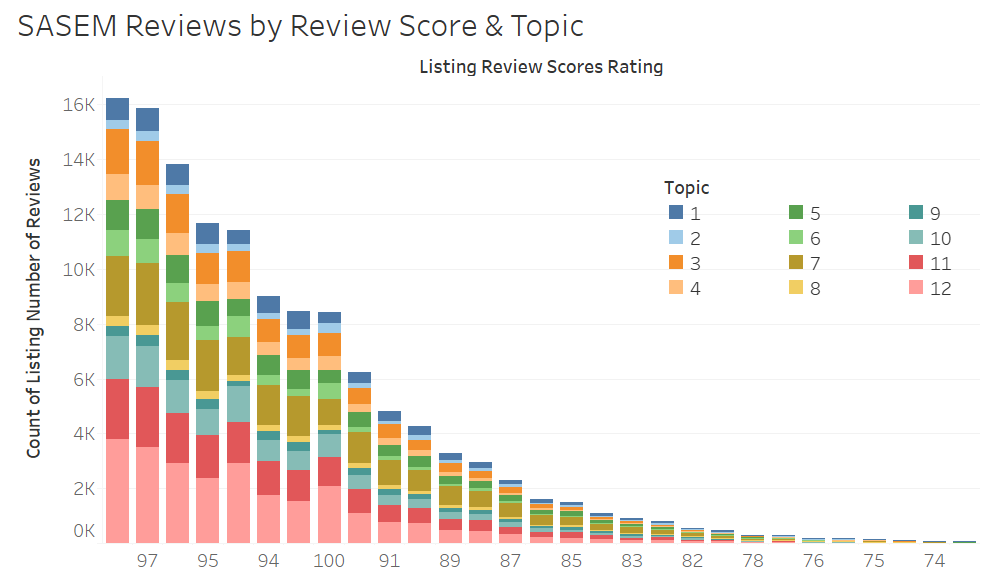 SASEM Reviews by Review Score & Topic
Listing Review Scores Rating
Count of Listing Number of Reviews
16K
14K
12K
10K
8K
6K
4K
2K
0K
Topic
1 5 9
2 6 10
3 7 11
4 8 12
97 95 94 100 91 89 87 85 83 82 78 76 75 74